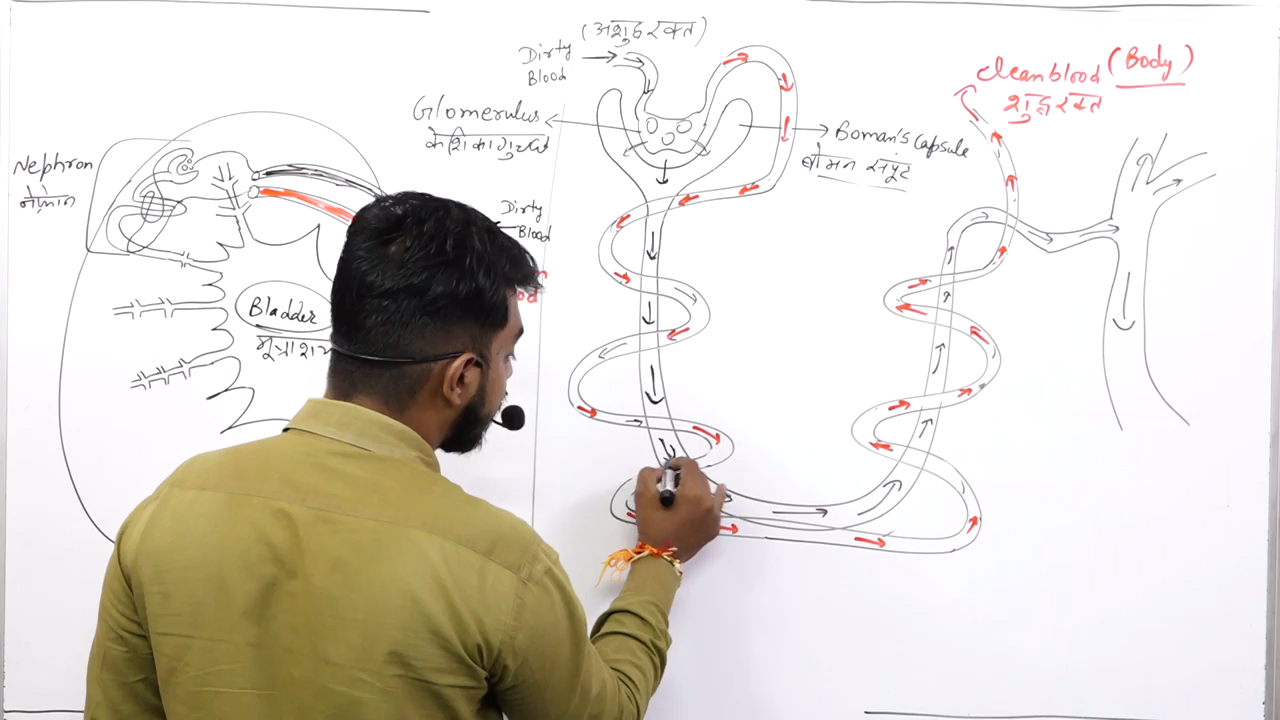 (अशुद्ध रक्त)
Dirty
Blood
Glomerulus
केशिकागुच्छ
Boman's Capsule
बोमन संपूट
Clean blood (Body)
शुद्ध रक्त
Nephron
Dirty
Blood
Bladder